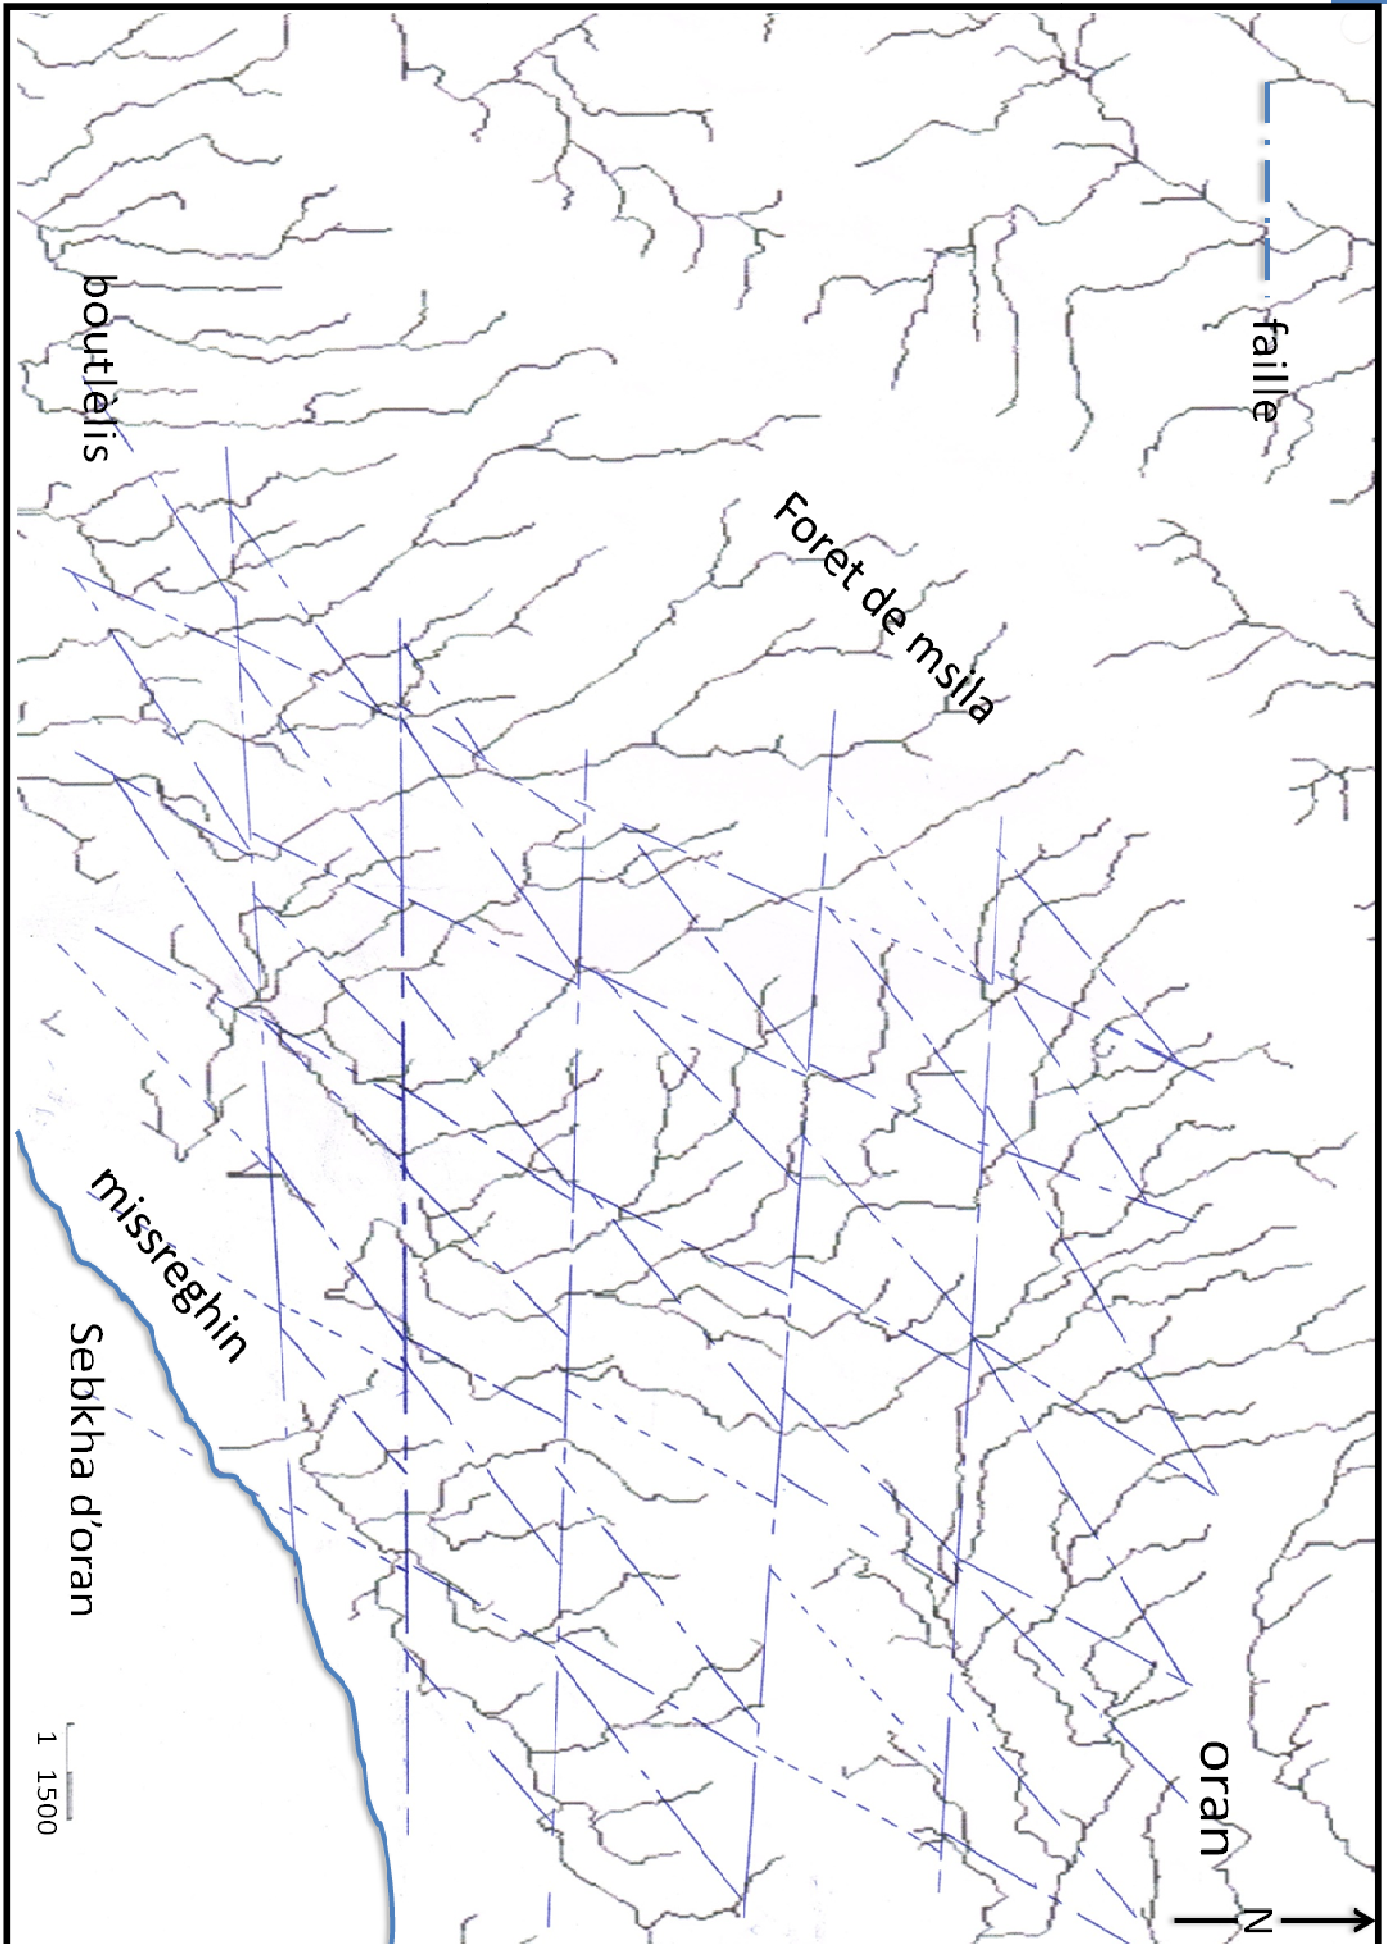 N
faille
oran
Foret de msila
boutlèlis
missreghin
Sebkha d'oran
1 1500